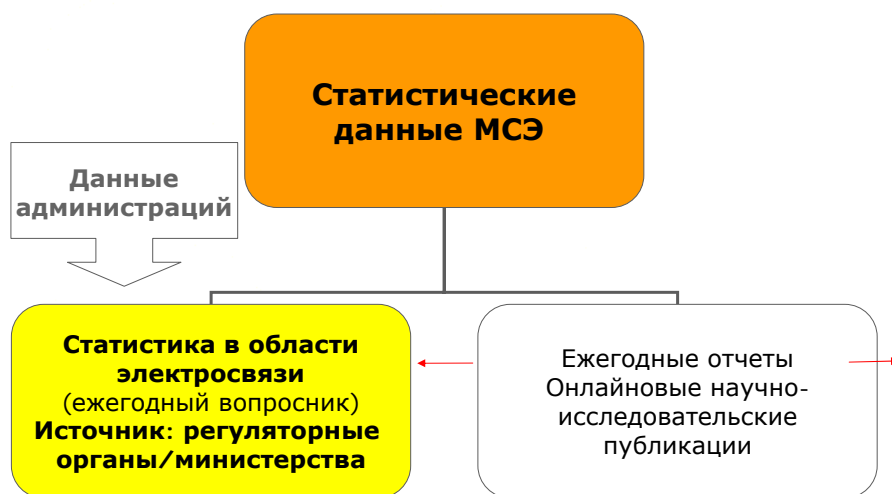 Статистические
данные МСЭ
Данные
администраций
Статистика в области
электросвязи
(ежегодный вопросник)
Источник: регуляторные
органы/министерства
Ежегодные отчеты
Онлайновые научно-
исследовательские
публикации